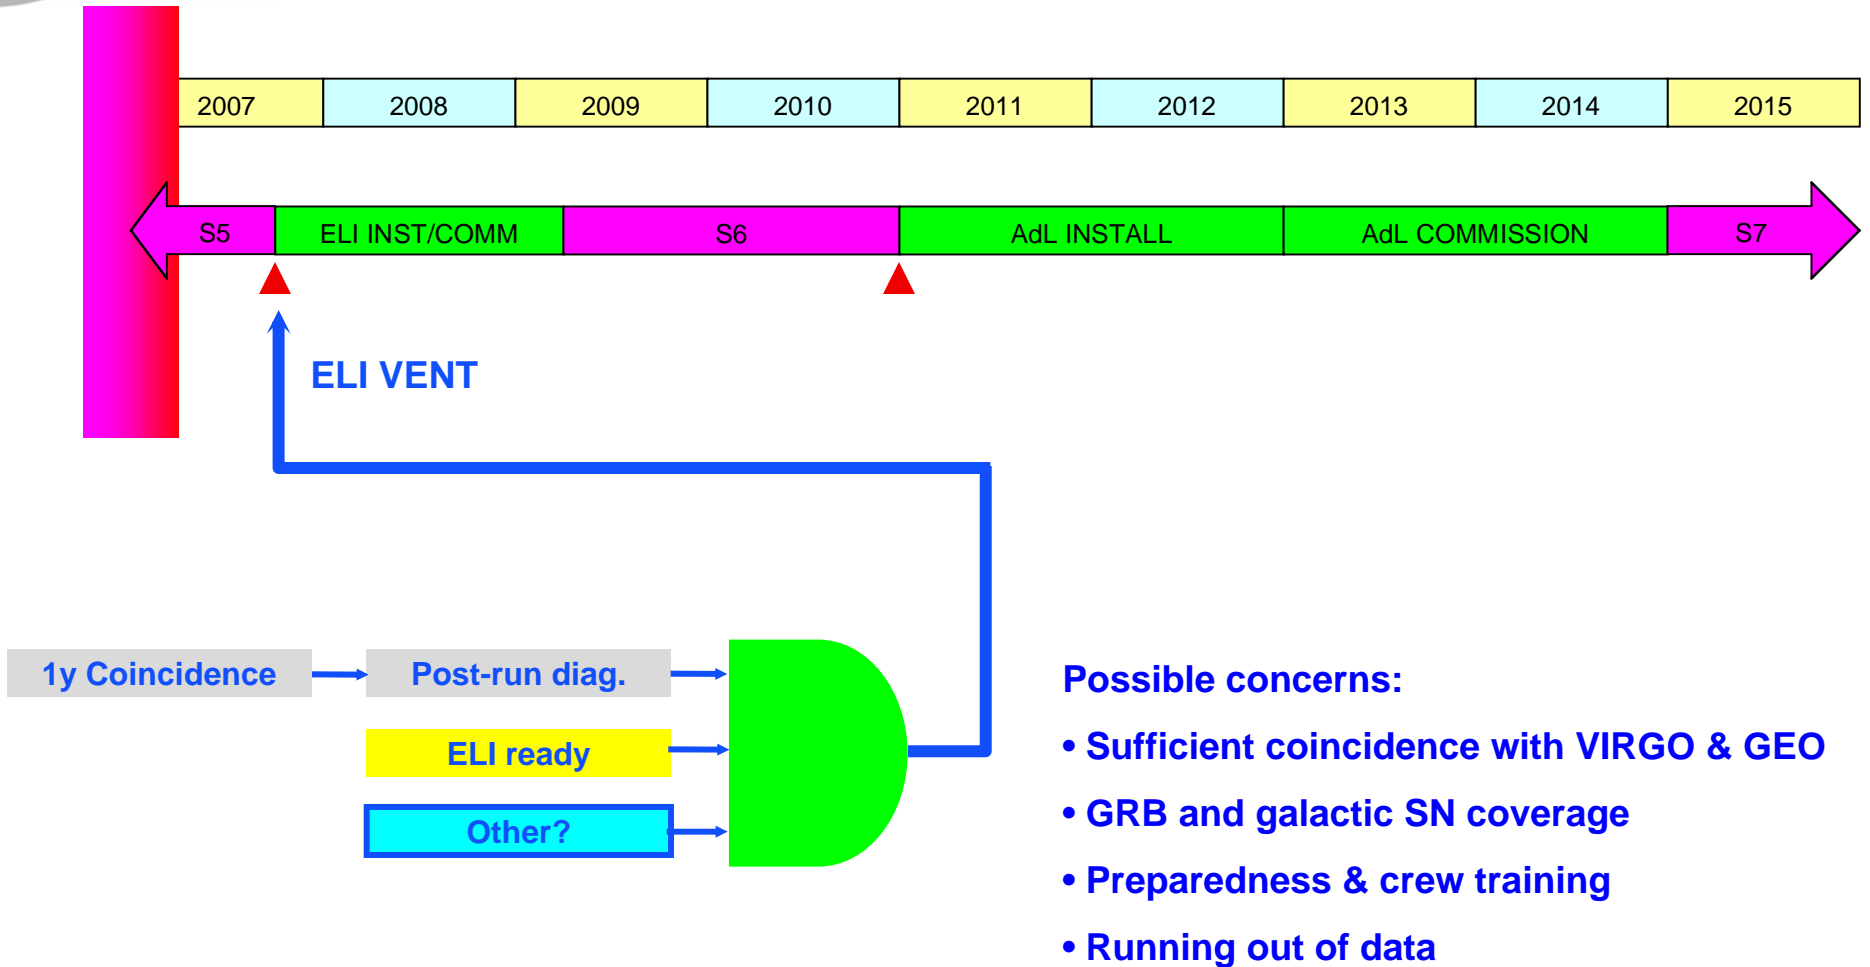 2007 2008 2009 2010 2011 2012 2013 2014 2015
S5 ELI INST/COMM S6 AdL INSTALL AdL COMMISSION S7
ELI VENT
1y Coincidence Post-run diag.
ELI ready
Other?
Possible concerns:
• Sufficient coincidence with VIRGO & GEO
• GRB and galactic SN coverage
• Preparedness & crew training
• Running out of data